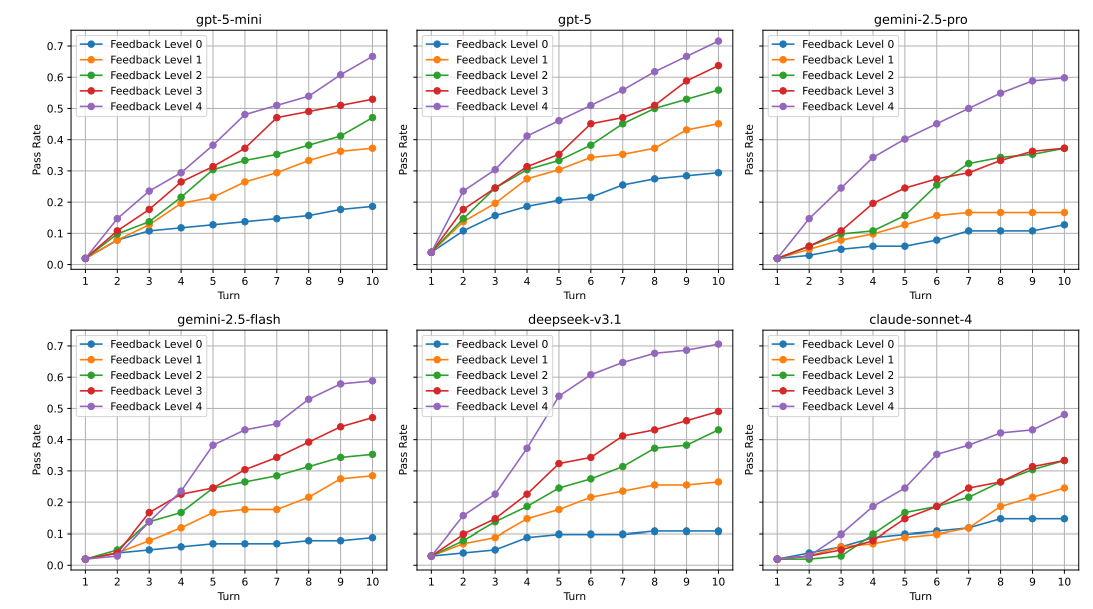 gpt-5-mini
Pass Rate
0.7
0.6
0.5
0.4
0.3
0.2
0.1
0.0
Feedback Level 0
Feedback Level 1
Feedback Level 2
Feedback Level 3
Feedback Level 4
1 2 3 4 5 6 7 8 9 10
Turn
gpt-5
Pass Rate
Feedback Level 0
Feedback Level 1
Feedback Level 2
Feedback Level 3
Feedback Level 4
1 2 3 4 5 6 7 8 9 10
Turn
gemini-2.5-pro
Pass Rate
Feedback Level 0
Feedback Level 1
Feedback Level 2
Feedback Level 3
Feedback Level 4
1 2 3 4 5 6 7 8 9 10
Turn
gemini-2.5-flash
Pass Rate
0.7
0.6
0.5
0.4
0.3
0.2
0.1
0.0
Feedback Level 0
Feedback Level 1
Feedback Level 2
Feedback Level 3
Feedback Level 4
1 2 3 4 5 6 7 8 9 10
Turn
deepseek-v3.1
Pass Rate
Feedback Level 0
Feedback Level 1
Feedback Level 2
Feedback Level 3
Feedback Level 4
1 2 3 4 5 6 7 8 9 10
Turn
claude-sonnet-4
Pass Rate
Feedback Level 0
Feedback Level 1
Feedback Level 2
Feedback Level 3
Feedback Level 4
1 2 3 4 5 6 7 8 9 10
Turn